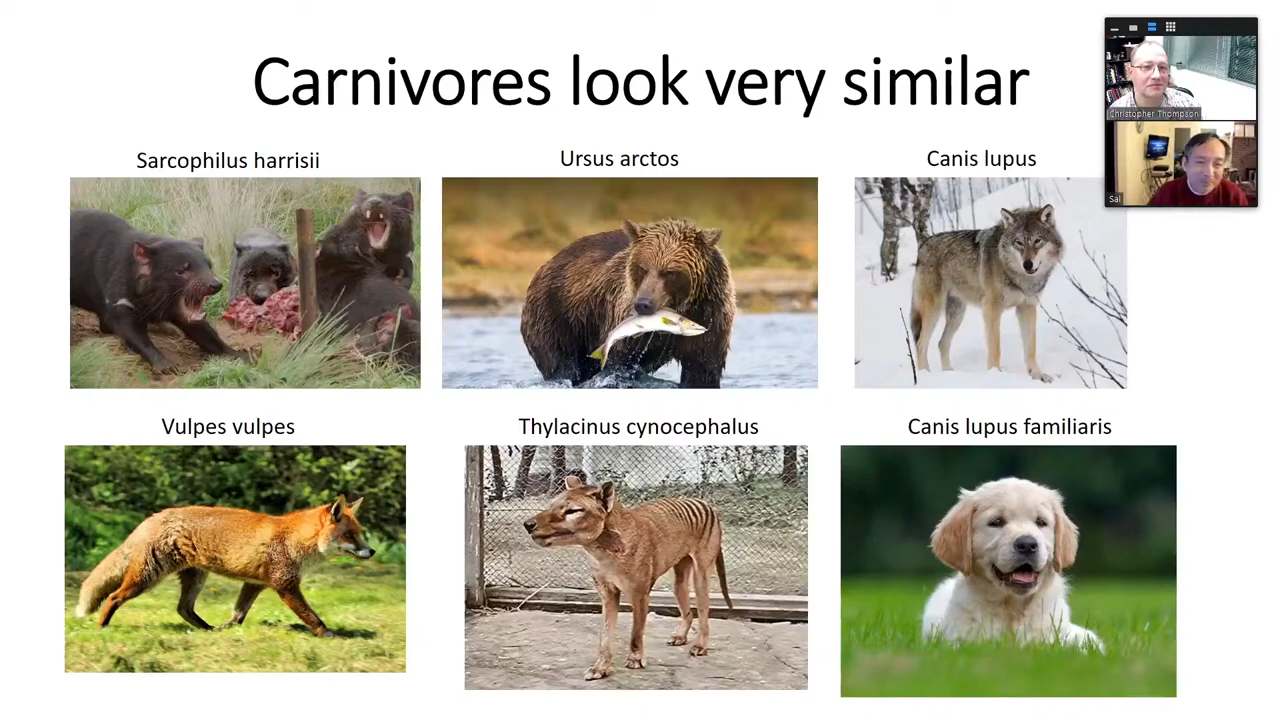 Carnivores look very similar
Sarcophilus harrisii
Ursus arctos
Canis lupus
Vulpes vulpes
Thylacinus cynocephalus
Canis lupus familiaris
Christopher Thompson
Sal